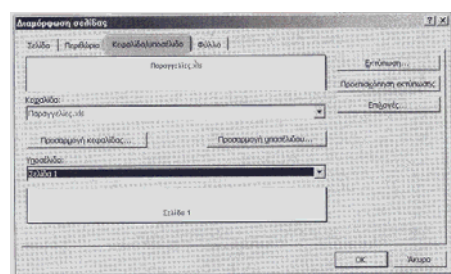 Διαμόρφωση σελίδας
Σελίδα Περιθώρια Κεφαλίδα/υποσέλιδο Φύλλο
Παραγγελίες.xls
Εκτύπωση...
Προεπισκόπηση εκτύπωσης
Επιλογές...
Κεφαλίδα:
Παραγγελίες.xls
Προσαρμογή κεφαλίδας... Προσαρμογή υποσέλιδου...
Υποσέλιδο:
Σελίδα 1
Σελίδα 1
OK Άκυρο